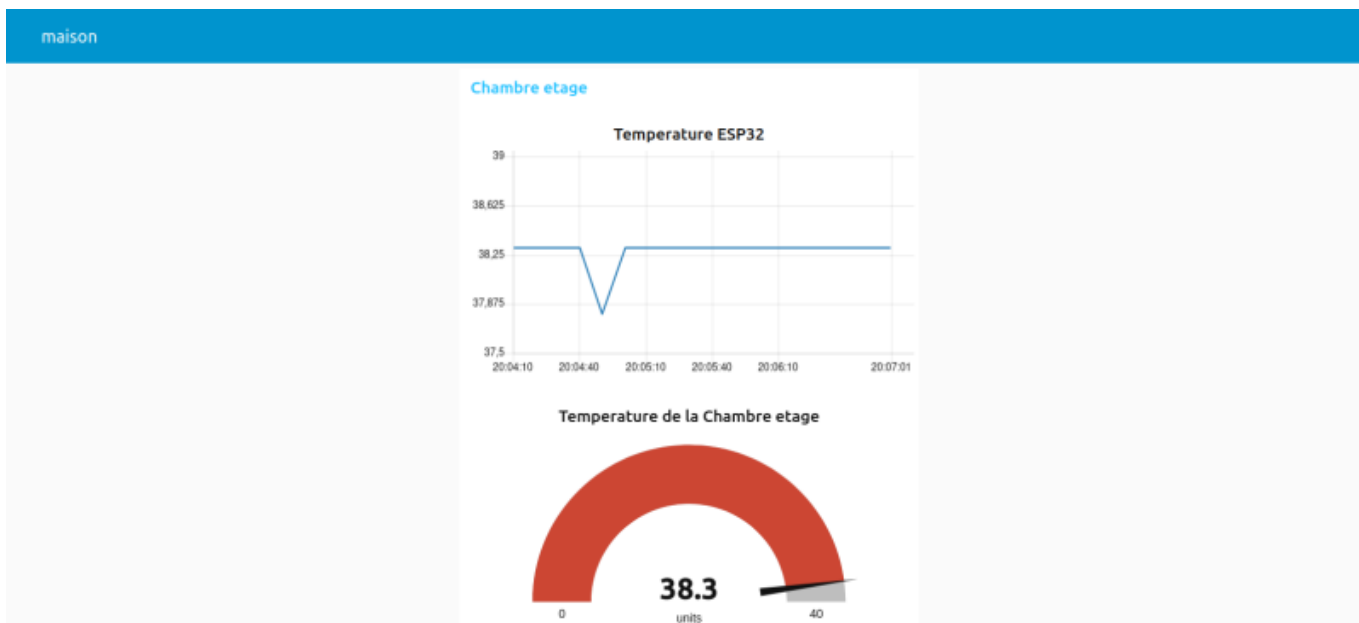 maison
Chambre etage
Temperature ESP32
39
38,625
38,25
37,875
37,5
20:04:10 20:04:40 20:05:10 20:05:40 20:06:10 20:07:01
Temperature de la Chambre etage
38.3
units
0 40